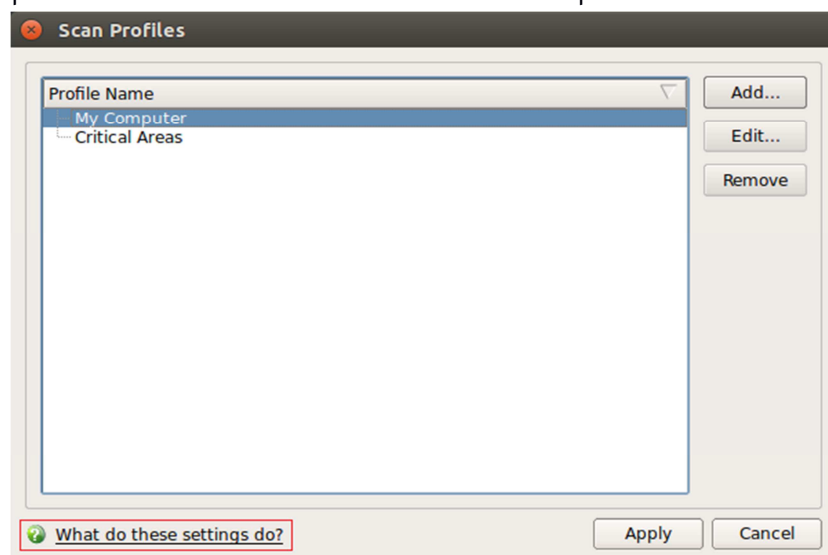 Scan Profiles
Profile Name
My Computer
Critical Areas
Add...
Edit...
Remove
What do these settings do?
Apply
Cancel